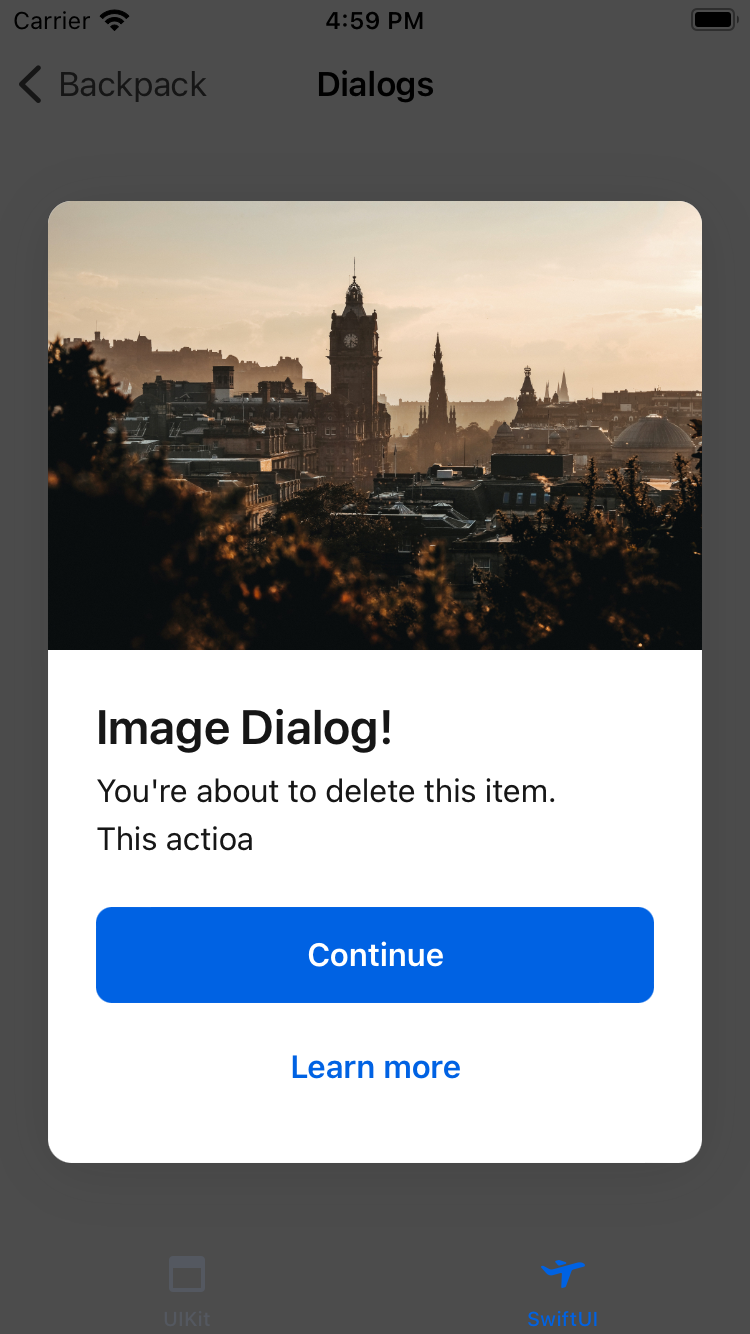 Carrier 4:59 PM
Backpack Dialogs
Image Dialog!
You're about to delete this item.
This actioa
Continue
Learn more
UIKit SwiftUI